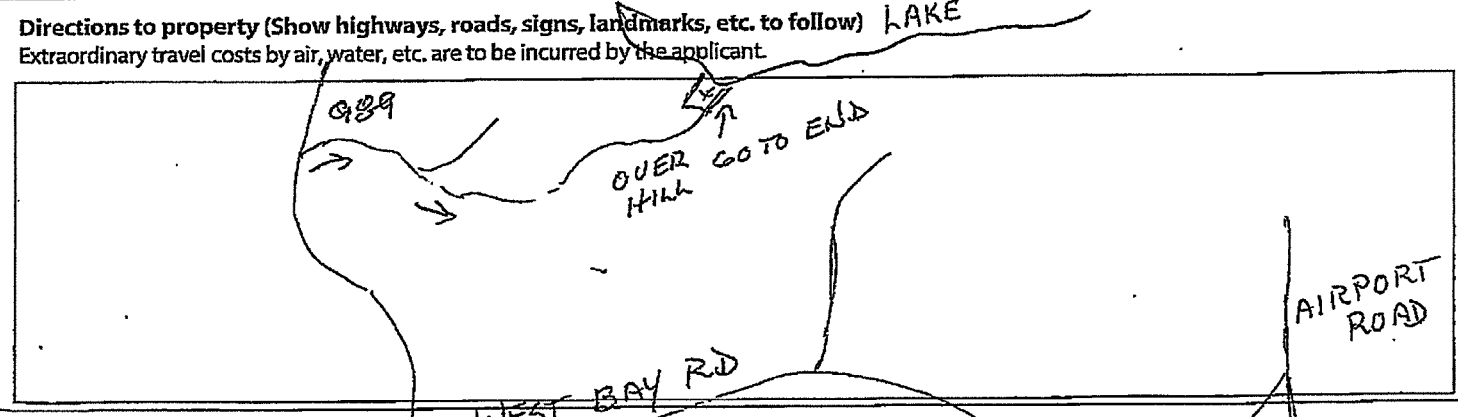 Directions to property (Show highways, roads, signs, landmarks, etc. to follow) LAKE
Extraordinary travel costs by air, water, etc. are to be incurred by the applicant.
OVER GO TO END
HILL
AIRPORT
ROAD
WEST BAY RD